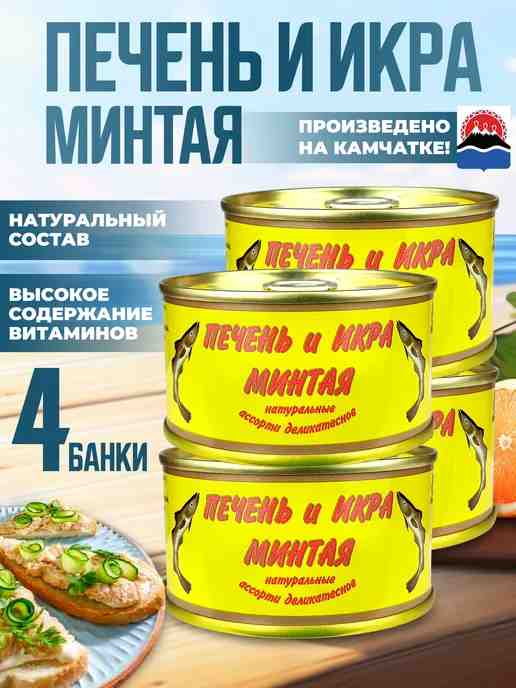 ПЕЧЕНЬ И ИКРА
МИНТАЯ
ПРОИЗВЕДЕНО
НА КАМЧАТКЕ!
НАТУРАЛЬНЫЙ
СОСТАВ
ВЫСОКОЕ
СОДЕРЖАНИЕ
ВИТАМИНОВ
4 БАНКИ
ПЕЧЕНЬ и ИКРА
ПЕЧЕНЬ и ИКРА
МИНТАЯ
натуральные
ассорти деликатесов
ПЕЧЕНЬ и ИКРА
МИНТАЯ
натуральные
ассорти деликатесов